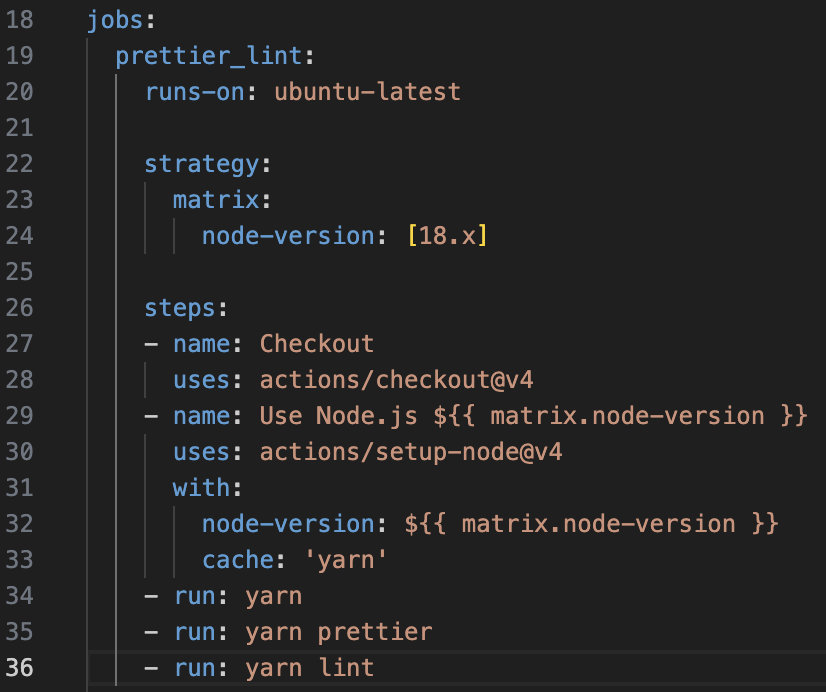 18 jobs:
19   prettier_lint:
20     runs-on: ubuntu-latest
21
22     strategy:
23       matrix:
24         node-version: [18.x]
25
26     steps:
27     - name: Checkout
28       uses: actions/checkout@v4
29     - name: Use Node.js ${{ matrix.node-version }}
30       uses: actions/setup-node@v4
31       with:
32         node-version: ${{ matrix.node-version }}
33         cache: 'yarn'
34     - run: yarn
35     - run: yarn prettier
36     - run: yarn lint